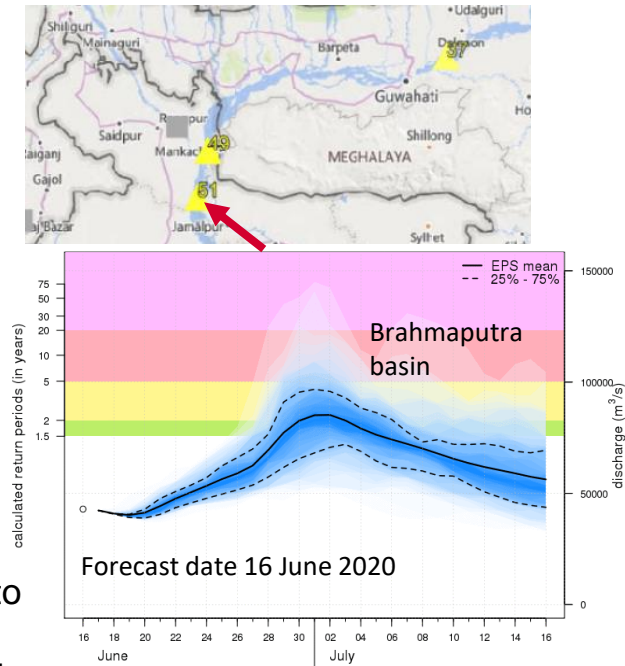 Udalguri
Shiliguri
Mainaguri
Barpeta
37
Guwahati
Ho
Saidpur
Shillong
49
MEGHALAYA
Gajol
51
Jamalpur
Sylhet
EPS mean
25% - 75%
Brahmaputra
basin
calculated return periods (in years)
75
50
30
20
10
5
2
1.5
150000
100000
50000
0
discharge (m³/s)
Forecast date 16 June 2020
to
16 18 20 22 24 26 28 30 02 04 06 08 10 12 14 16
June July